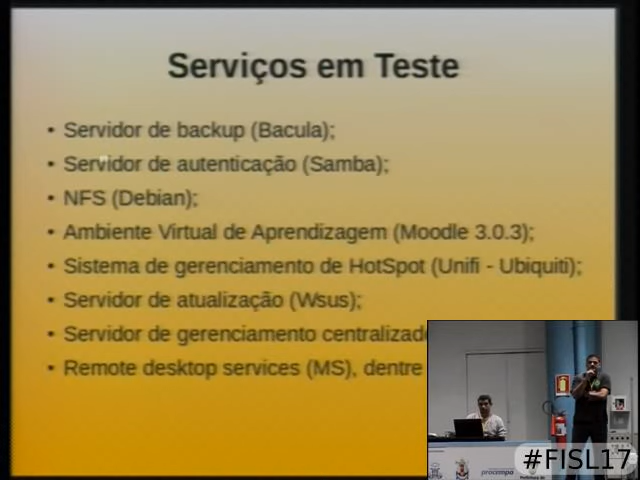 Serviços em Teste
• Servidor de backup (Bacula);
• Servidor de autenticação (Samba);
• NFS (Debian);
• Ambiente Virtual de Aprendizagem (Moodle 3.0.3);
• Sistema de gerenciamento de HotSpot (Unifi - Ubiquiti);
• Servidor de atualização (Wsus);
• Servidor de gerenciamento centralizado
• Remote desktop services (MS), dentre
procempa
#FISL17